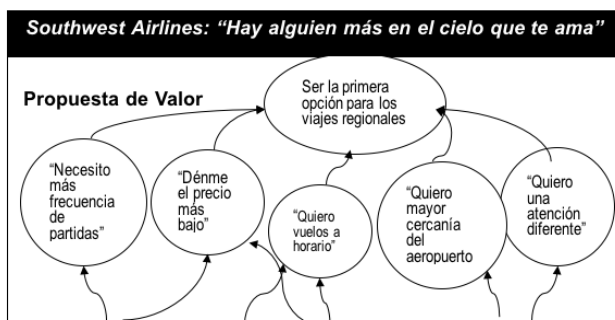 Southwest Airlines: “Hay alguien más en el cielo que te ama”
Propuesta de Valor
Ser la primera
opción para los
viajes regionales
“Necesito
más
frecuencia
de
partidas”
“Dénme
el precio
más
bajo”
“Quiero
vuelos a
horario”
“Quiero
mayor
cercanía
del
aeropuerto
“Quiero
una
atención
diferente”